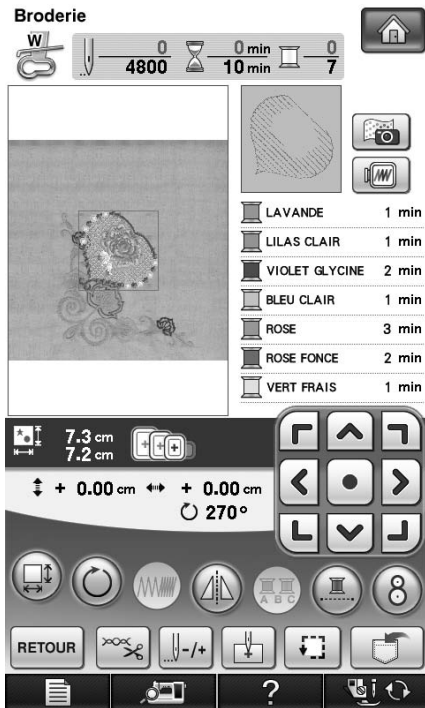 Broderie
W
0 0 min 0
4800 10 min 7
LAVANDE 1 min
LILAS CLAIR 1 min
VIOLET GLYCINE 2 min
BLEU CLAIR 1 min
ROSE 3 min
ROSE FONCE 2 min
VERT FRAIS 1 min
7.3 cm
7.2 cm
+ 0.00 cm + 0.00 cm
270°
A B C
8
RETOUR -/+
?